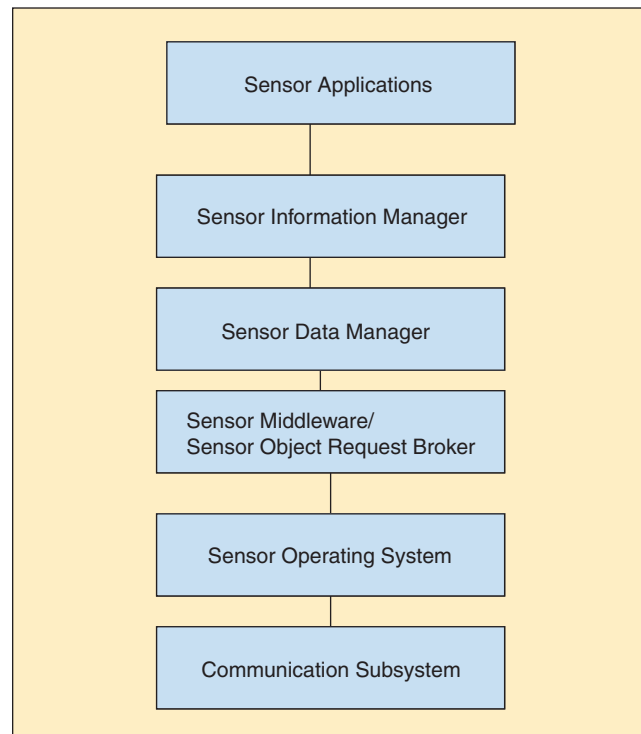 Sensor Applications
Sensor Information Manager
Sensor Data Manager
Sensor Middleware/
Sensor Object Request Broker
Sensor Operating System
Communication Subsystem